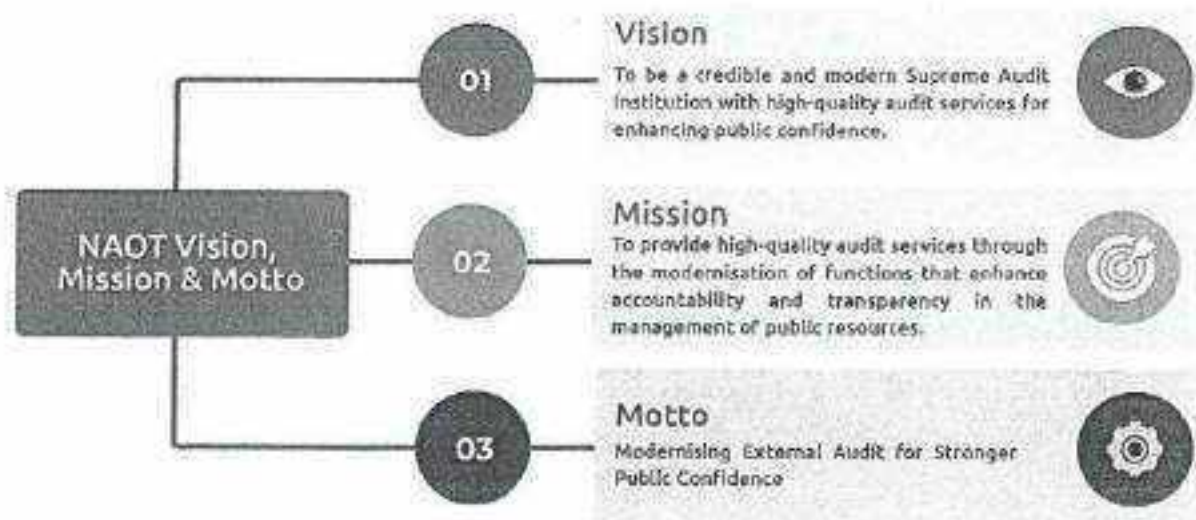 NAOT Vision,
Mission & Motto
01
Vision
To be a credible and modern Supreme Audit
Institution with high-quality audit services for
enhancing public confidence.
02
Mission
To provide high-quality audit services through
the modernisation of functions that enhance
accountability and transparency in the
management of public resources.
03
Motto
Modernising External Audit for Stronger
Public Confidence